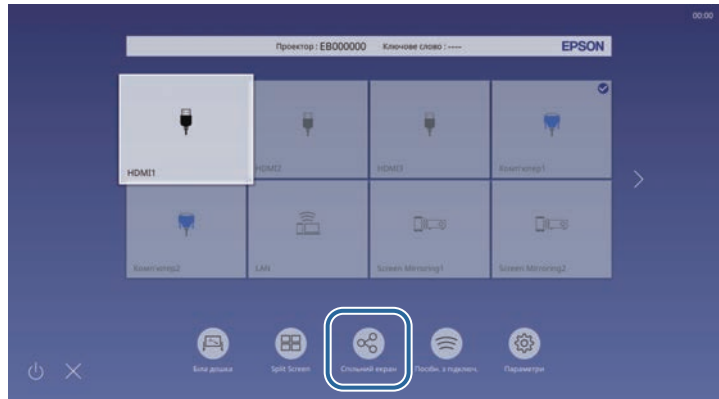 00:00
Проектор : EB000000 Ключове слово : ---- EPSON
HDMI1 HDMI2 HDMI3 Комп'ютер1
Комп'ютер2 LAN Screen Mirroring1 Screen Mirroring2
Біла дошка Split Screen Спільний екран Посібн. з підключ. Параметри